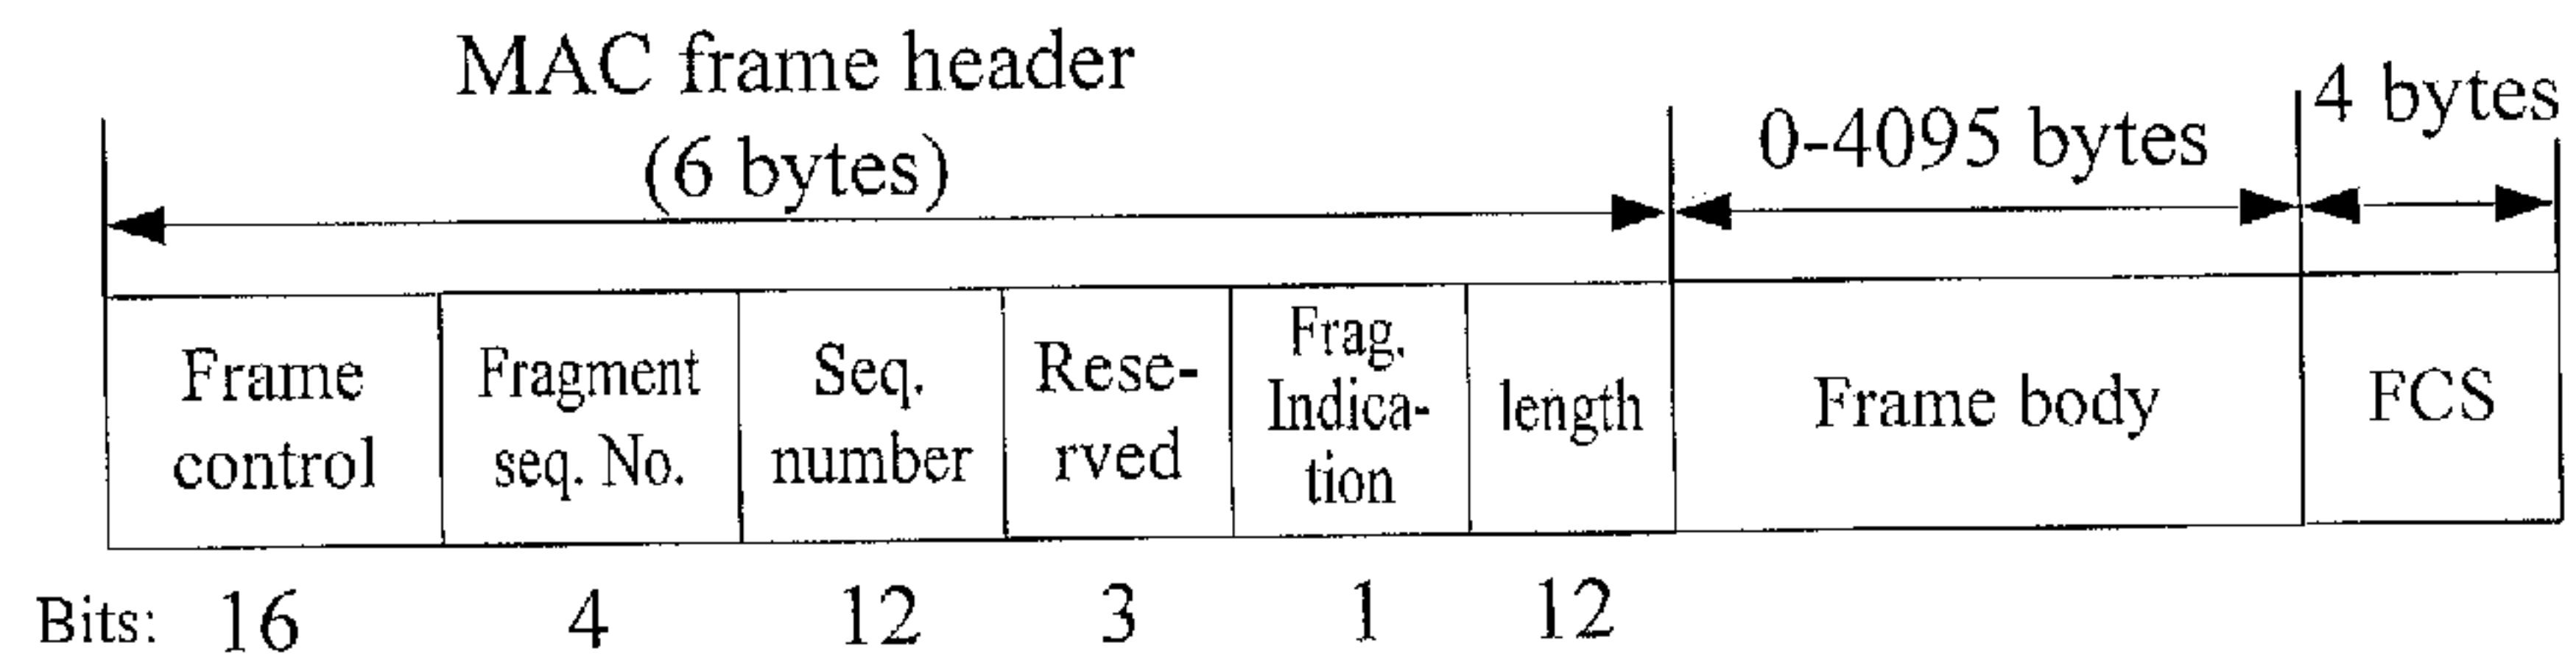 MAC frame header
(6 bytes)
0-4095 bytes
4 bytes
Frame
control
Fragment
seq. No.
Seq.
number
Rese-
rved
Frag.
Indica-
tion
length
Frame body
FCS
Bits: 16 4 12 3 1 12